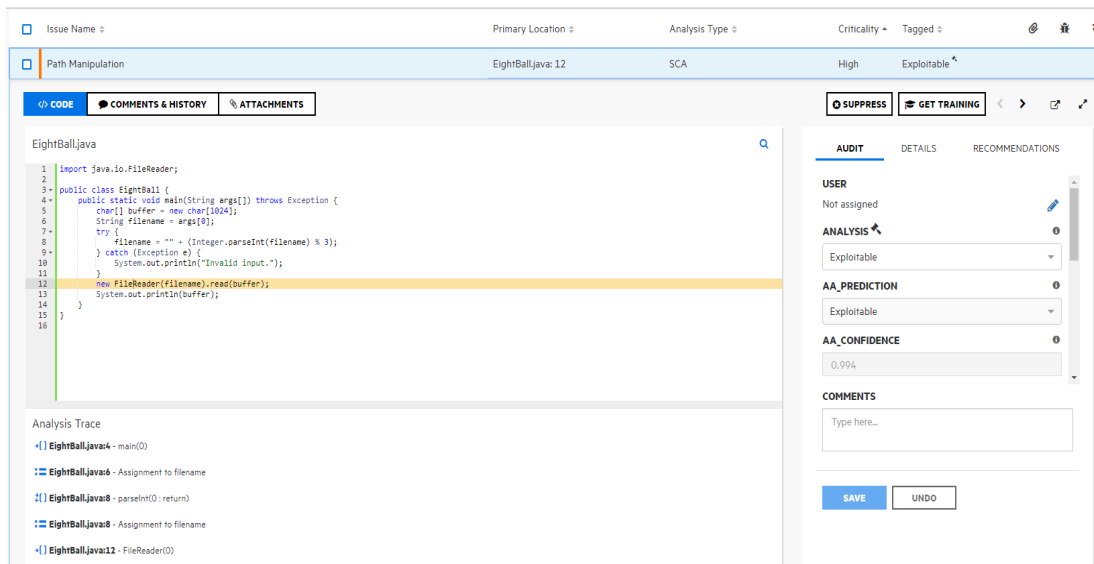 Issue Name Primary Location Analysis Type Criticality Tagged
Path Manipulation EightBall.java: 12 SCA High Exploitable
</> CODE COMMENTS & HISTORY ATTACHMENTS SUPPRESS GET TRAINING
EightBall.java
1 import java.io.FileReader;
2
3 public class EightBall {
4 public static void main(String args[]) throws Exception {
5 char[] buffer = new char[1024];
6 String filename = args[0];
7 try {
8 filename = "" + (Integer.parseInt(filename) % 3);
9 } catch (Exception e) {
10 System.out.println("Invalid input.");
11 }
12 new FileReader(filename).read(buffer);
13 System.out.println(buffer);
14 }
15 }
16
Analysis Trace
EightBall.java:4 - main(0)
EightBall.java:6 - Assignment to filename
EightBall.java:8 - parseInt(0 : return)
EightBall.java:8 - Assignment to filename
EightBall.java:12 - FileReader(0)
AUDIT DETAILS RECOMMENDATIONS
USER
Not assigned
ANALYSIS
Exploitable
AA_PREDICTION
Exploitable
AA_CONFIDENCE
0.994
COMMENTS
Type here...
SAVE UNDO